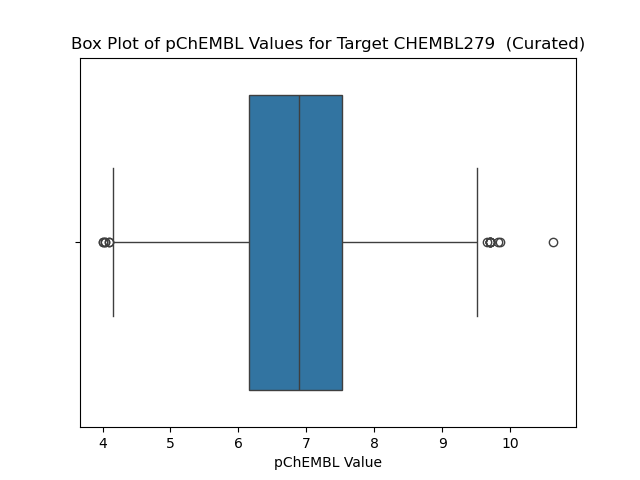 Box Plot of pChEMBL Values for Target CHEMBL279  (Curated)
4 5 6 7 8 9 10
pChEMBL Value